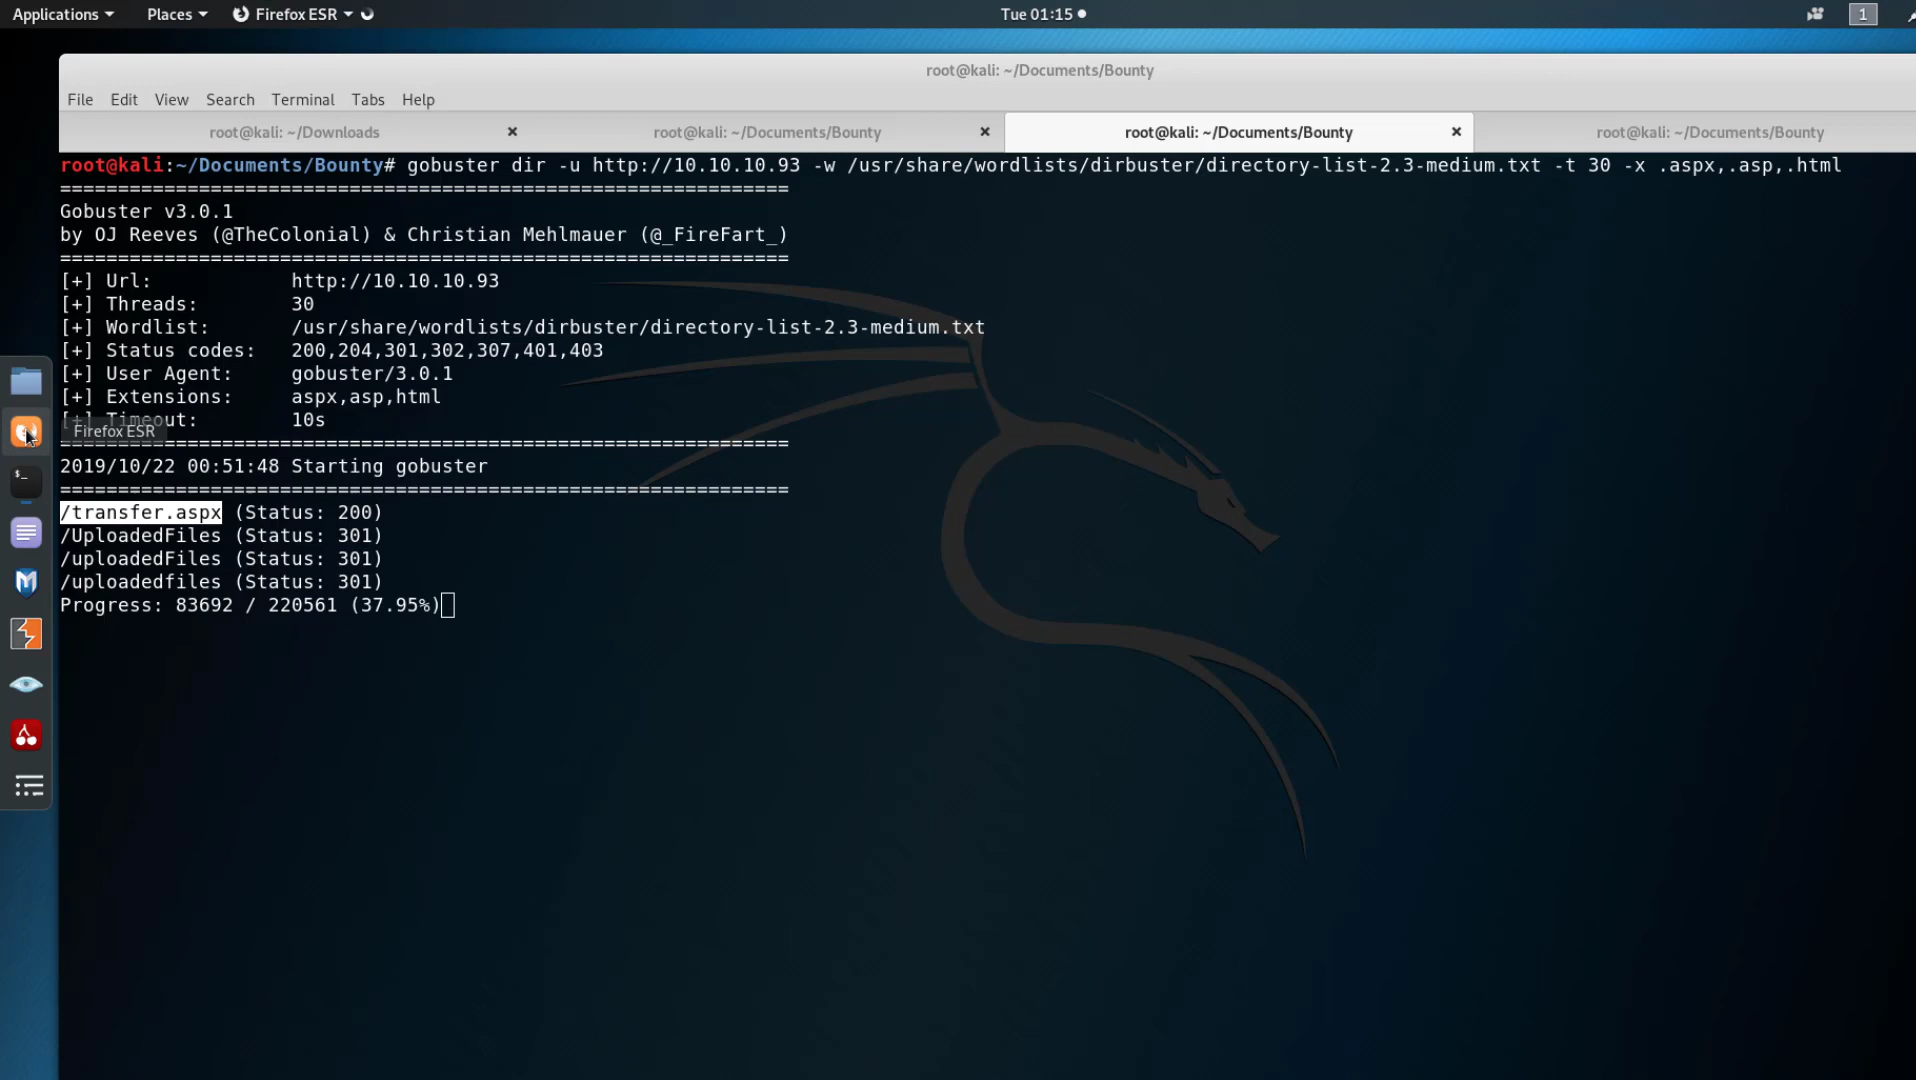 Applications Places Firefox ESR Tue 01:15 1
root@kali: ~/Documents/Bounty
File Edit View Search Terminal Tabs Help
root@kali: ~/Downloads × root@kali: ~/Documents/Bounty × root@kali: ~/Documents/Bounty × root@kali: ~/Documents/Bounty
root@kali:~/Documents/Bounty# gobuster dir -u http://10.10.10.93 -w /usr/share/wordlists/dirbuster/directory-list-2.3-medium.txt -t 30 -x .aspx,.asp,.html
===============================================================
Gobuster v3.0.1
by OJ Reeves (@TheColonial) & Christian Mehlmauer (@_FireFart_)
===============================================================
[+] Url: http://10.10.10.93
[+] Threads: 30
[+] Wordlist: /usr/share/wordlists/dirbuster/directory-list-2.3-medium.txt
[+] Status codes: 200,204,301,302,307,401,403
[+] User Agent: gobuster/3.0.1
[+] Extensions: aspx,asp,html
[+] Timeout: 10s
Firefox ESR
===============================================================
2019/10/22 00:51:48 Starting gobuster
===============================================================
/transfer.aspx (Status: 200)
/UploadedFiles (Status: 301)
/uploadedFiles (Status: 301)
/uploadedfiles (Status: 301)
Progress: 83692 / 220561 (37.95%)